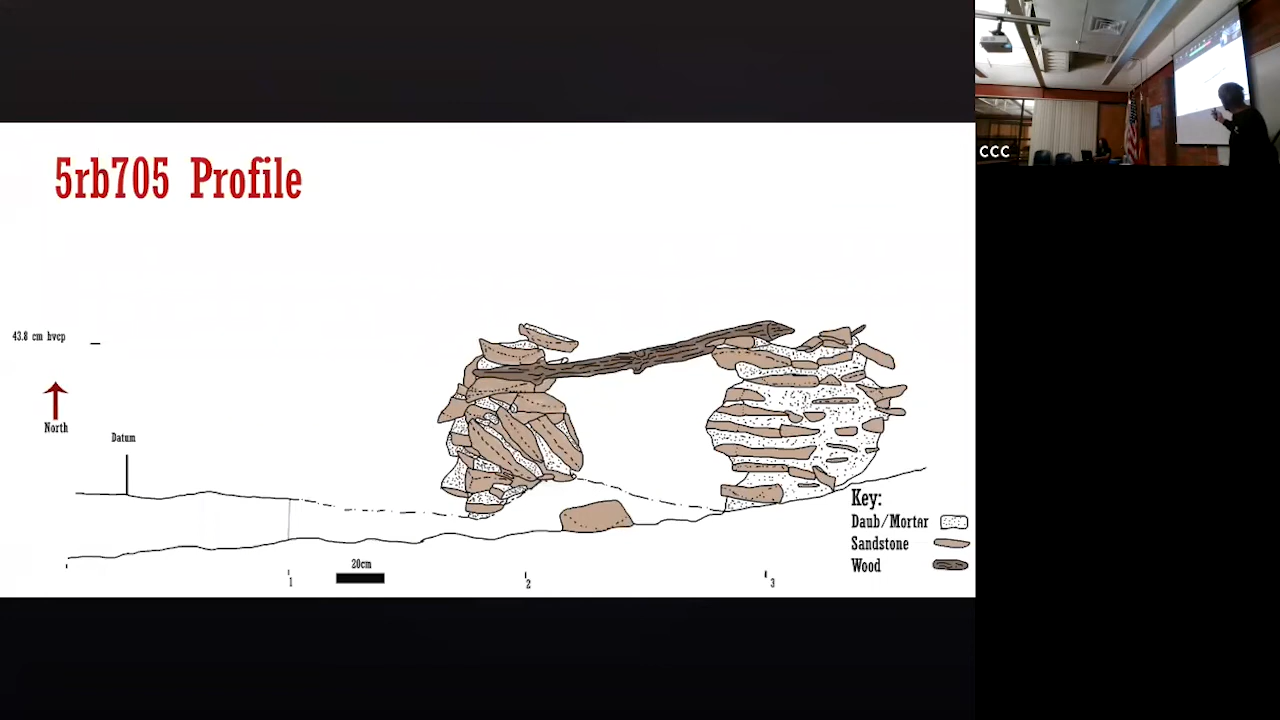 5rb705 Profile
43.8 cm bvcp
North
Datum
20cm
1
2
3
Key:
Daub/Mortar
Sandstone
Wood
CCC